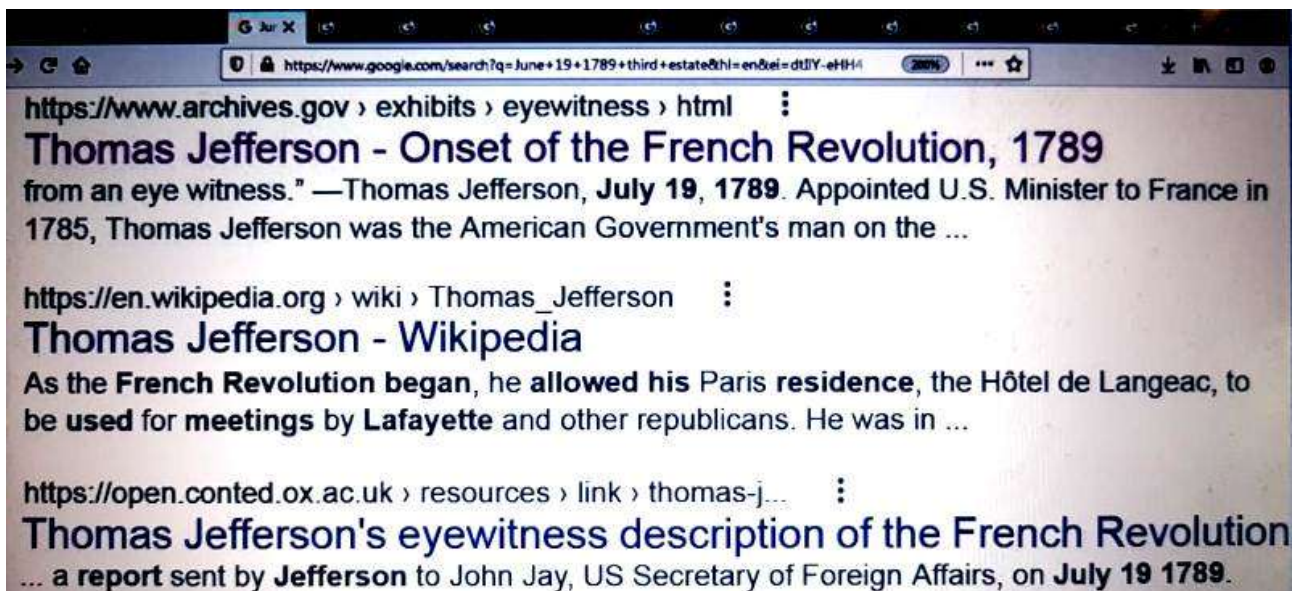 G Jur X
https://www.google.com/search?q=June+19+1789+third+estate&hl=en&ei=dtJIY-eHH4 200%
https://www.archives.gov › exhibits › eyewitness › html
Thomas Jefferson - Onset of the French Revolution, 1789
from an eye witness." —Thomas Jefferson, July 19, 1789. Appointed U.S. Minister to France in
1785, Thomas Jefferson was the American Government's man on the ...
https://en.wikipedia.org › wiki › Thomas_Jefferson
Thomas Jefferson - Wikipedia
As the French Revolution began, he allowed his Paris residence, the Hôtel de Langeac, to
be used for meetings by Lafayette and other republicans. He was in ...
https://open.conted.ox.ac.uk › resources › link › thomas-j...
Thomas Jefferson's eyewitness description of the French Revolution
... a report sent by Jefferson to John Jay, US Secretary of Foreign Affairs, on July 19 1789.